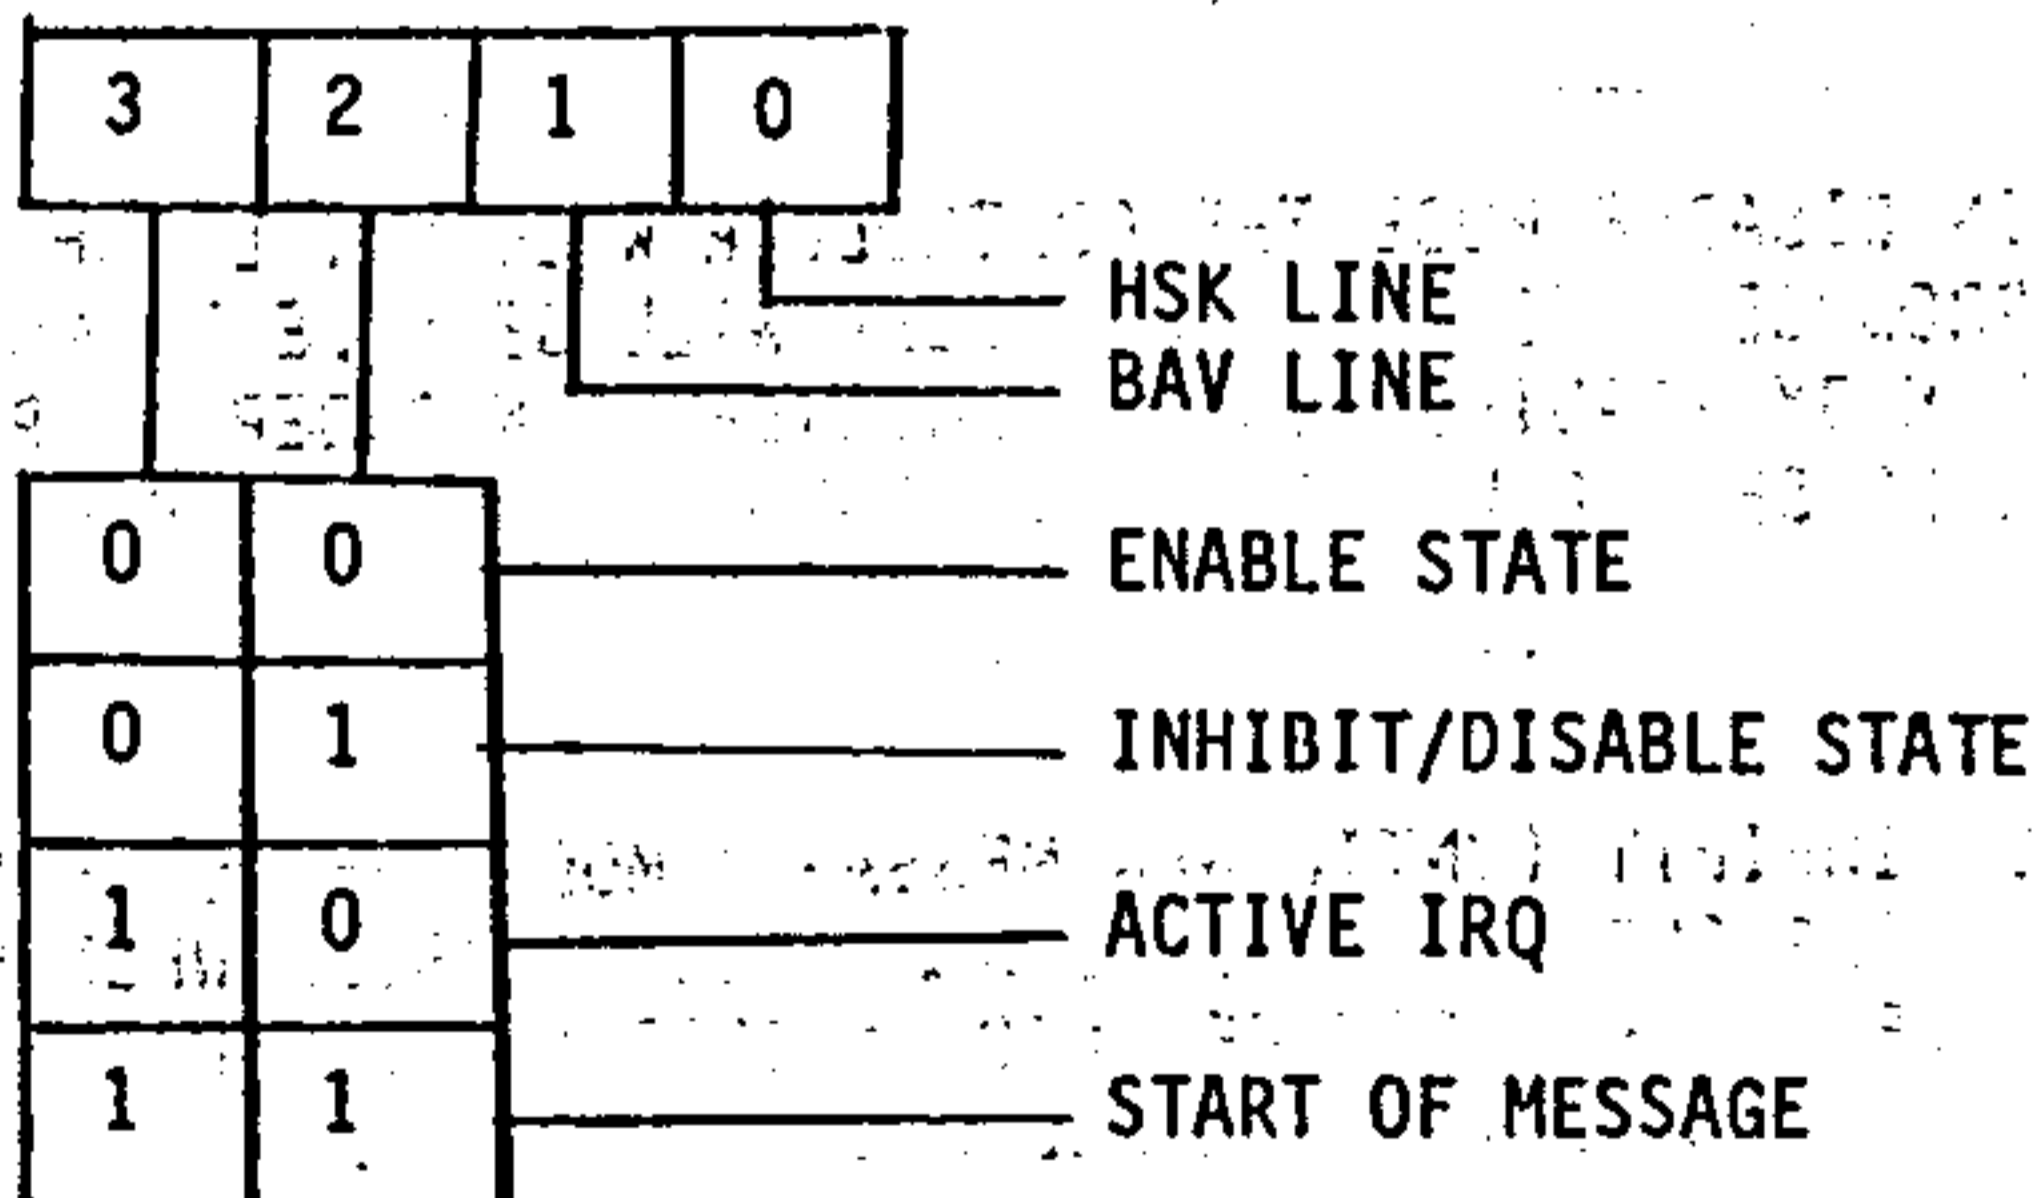 3 2 1 0
HSK LINE
BAV LINE
0 0 ENABLE STATE
0 1 INHIBIT/DISABLE STATE
1 0 ACTIVE IRQ
1 1 START OF MESSAGE